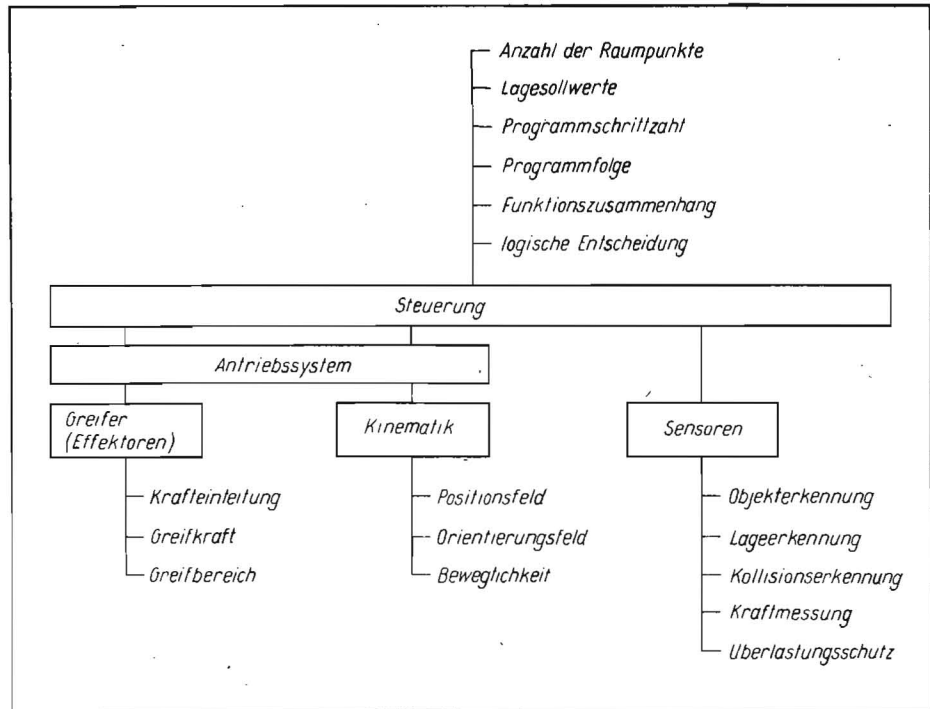 Anzahl der Raumpunkte
Lagesollwerte
Programmschrittzahl
Programmfolge
Funktionszusammenhang
logische Entscheidung
Steuerung
Antriebssystem
Greifer
(Effektoren)
Kinematik
Sensoren
Krafteinleitung
Greifkraft
Greifbereich
Positionsfeld
Orientierungsfeld
Beweglichkeit
Objekterkennung
Lageerkennung
Kollisionserkennung
Kraftmessung
Überlastungsschutz